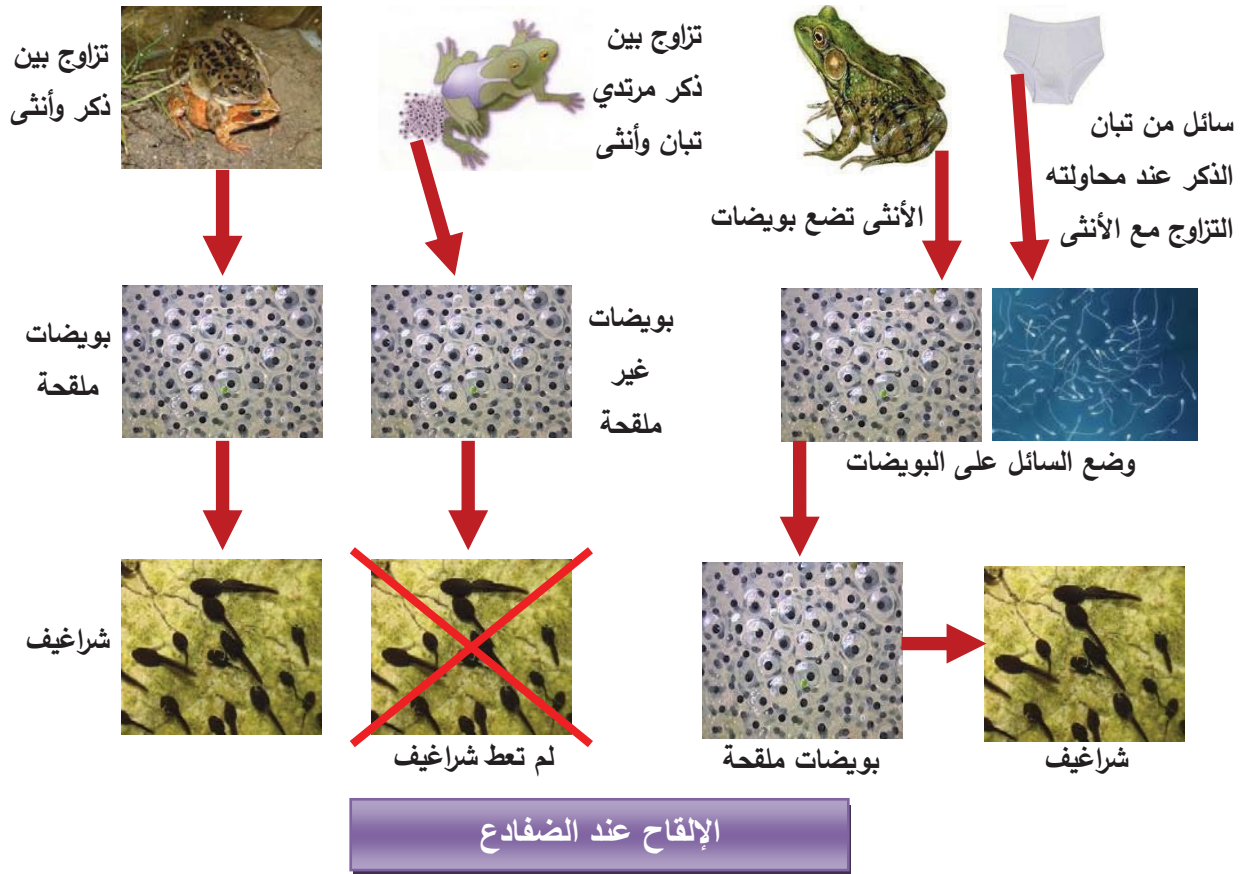 سائل من تبان
الذكر عند محاولته
التزاوج مع الأنثى
الأنثى تضع بويضات
تزاوج بين
ذكر مرتدي
تبان وأنثى
تزاوج بين
ذكر وأنثى
وضع السائل على البويضات
بويضات
غير
ملقحة
بويضات
ملقحة
شراغيف
بويضات ملقحة
لم تعط شراغيف
شراغيف
الإلقاح عند الضفادع